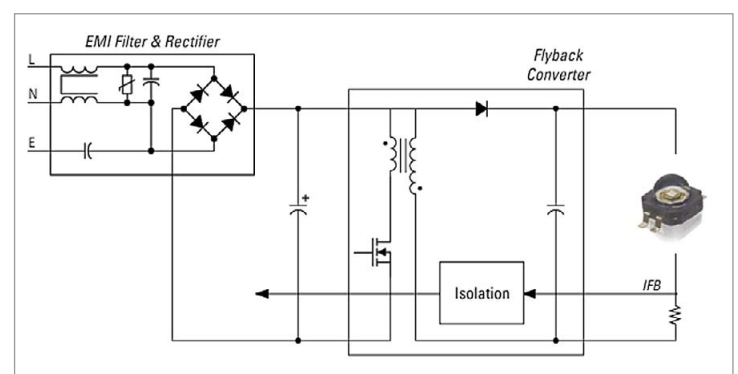 EMI Filter & Rectifier
Flyback
Converter
L
N
E
+
Isolation
IFB